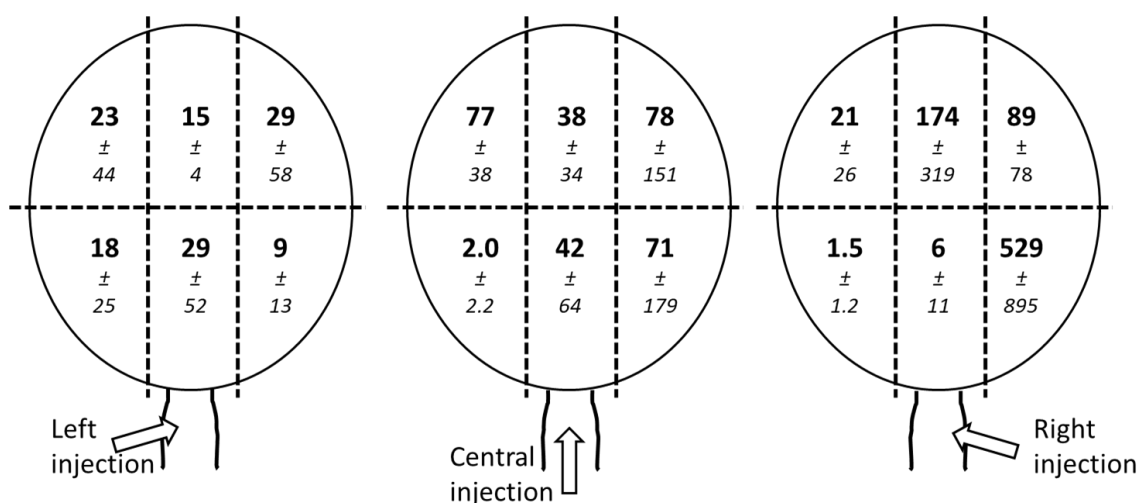 23 15 29 77 38 78 21 174 89
± ± ± ± ± ± ± ± ±
44 4 58 38 34 151 26 319 78
18 29 9 2.0 42 71 1.5 6 529
± ± ± ± ± ± ± ± ±
25 52 13 2.2 64 179 1.2 11 895
Left
injection
Central
injection
Right
injection